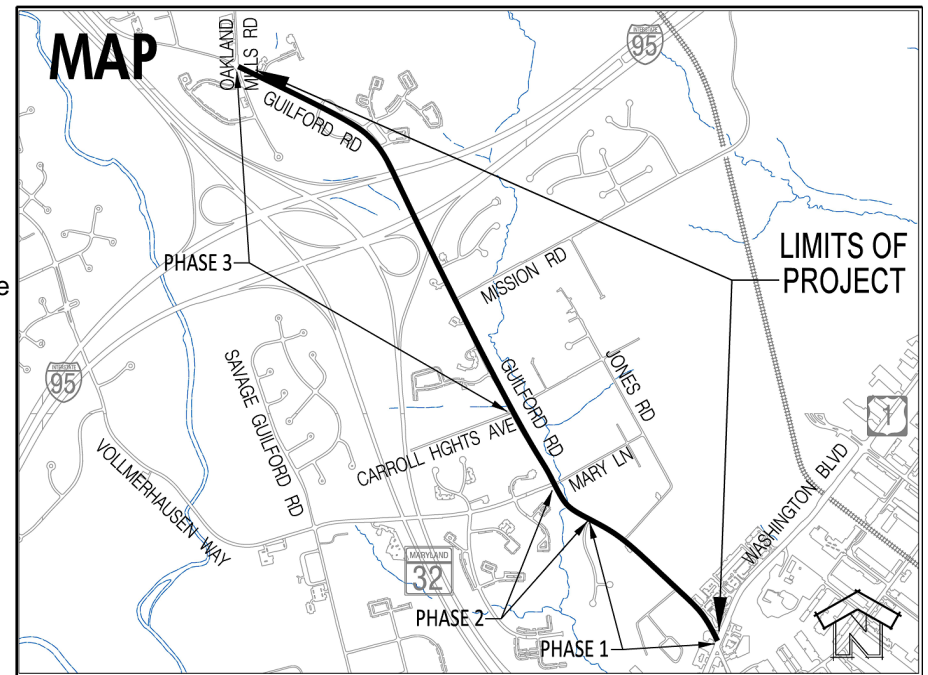 MAP
OAKLAND
MILLS RD
INTERSTATE
95
GUILFORD RD
LIMITS OF
PROJECT
PHASE 3
MISSION RD
e
INTERSTATE
95
SAVAGE GUILFORD RD
GUILFORD RD
JONES RD
1
CARROLL HGHTS AVE
MARY LN
VOLLMERHAUSEN WAY
WASHINGTON BLVD
MARYLAND
32
PHASE 2
PHASE 1
N